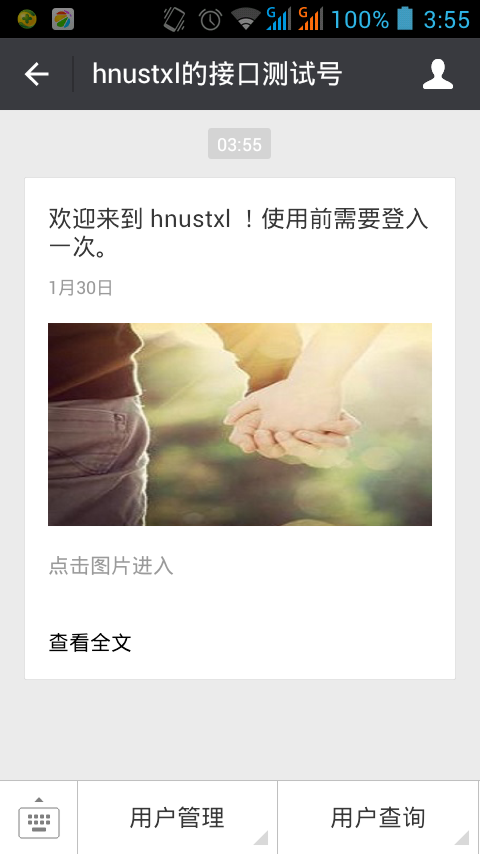 G G 100% 3:55
hnustxl的接口测试号
03:55
欢迎来到 hnustxl ！使用前需要登入
一次。
1月30日
点击图片进入
查看全文
用户管理 用户查询